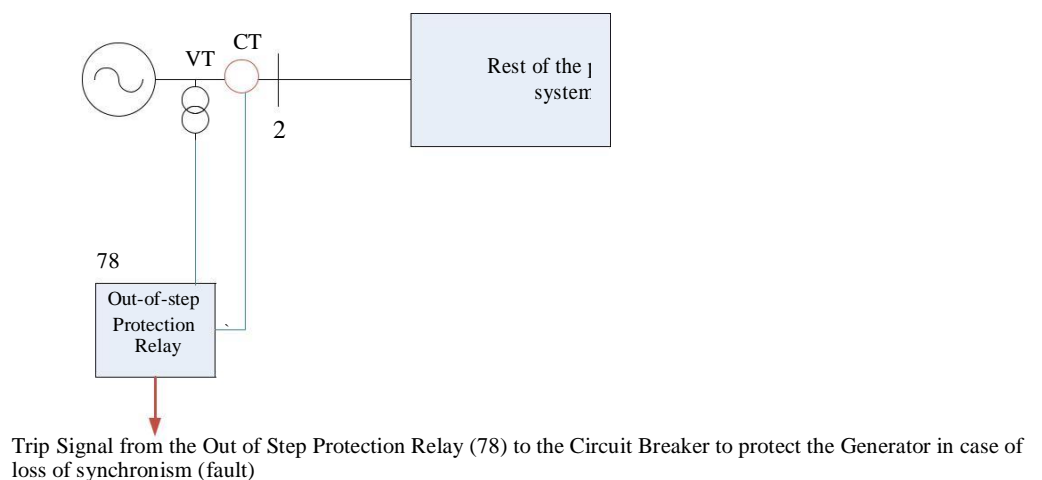 CT
VT
Rest of the
system
2
78
Out-of-step
Protection
Relay
Trip Signal from the Out of Step Protection Relay (78) to the Circuit Breaker to protect the Generator in case of
loss of synchronism (fault)